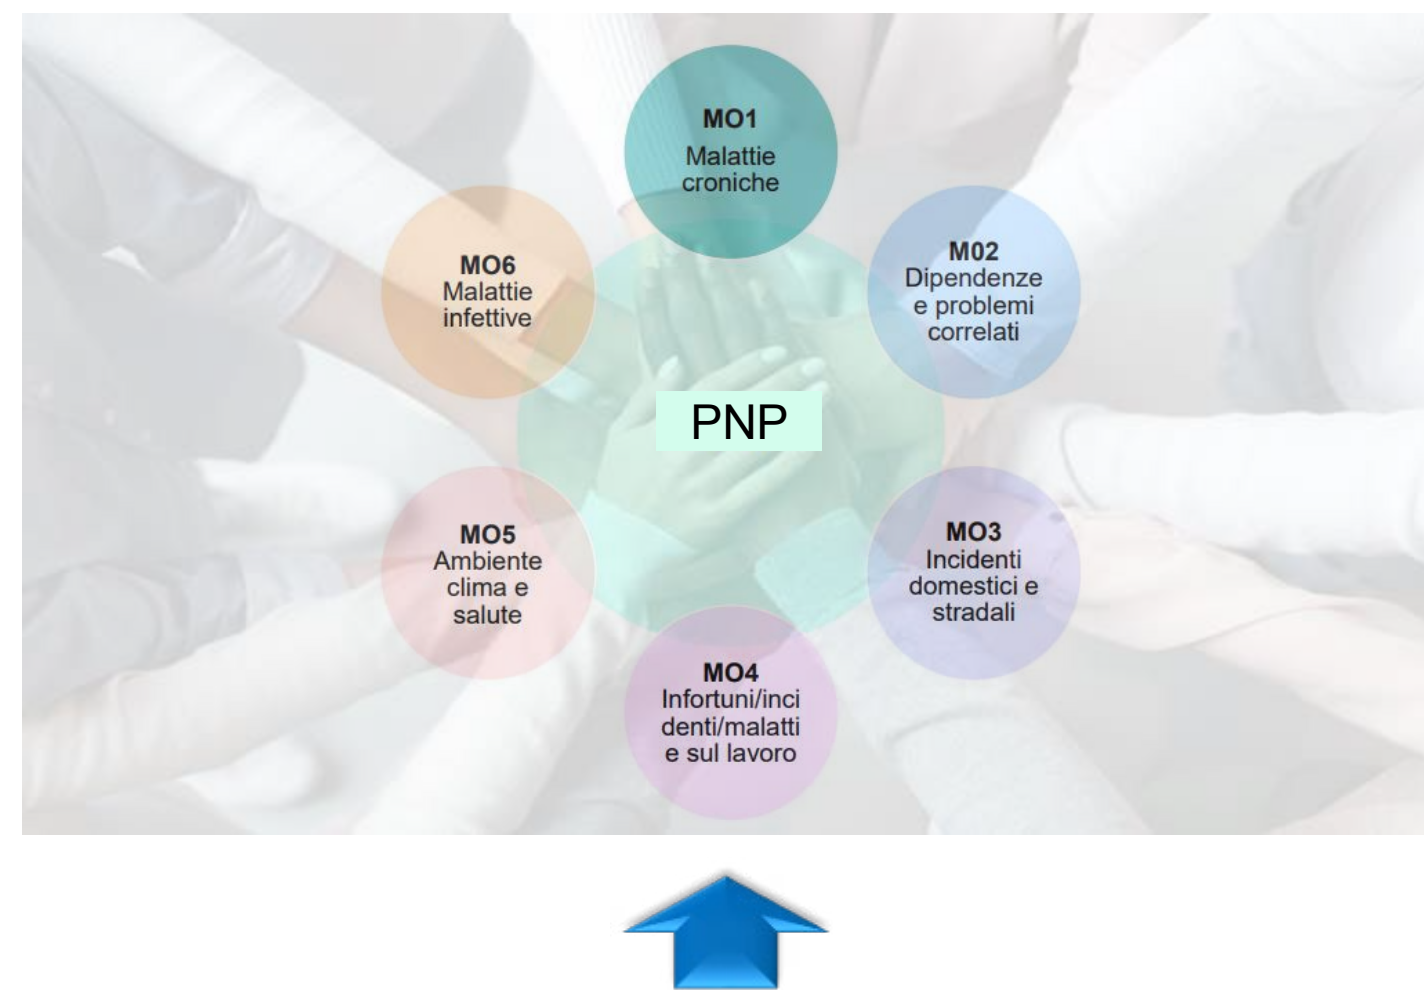 MO1
Malattie
croniche
M02
Dipendenze
e problemi
correlati
MO3
Incidenti
domestici e
stradali
MO4
Infortuni/inci
denti/malatti
e sul lavoro
MO5
Ambiente
clima e
salute
MO6
Malattie
infettive
PNP